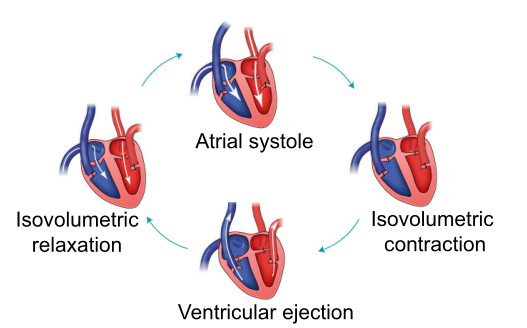 Atrial systole
Isovolumetric
contraction
Ventricular ejection
Isovolumetric
relaxation